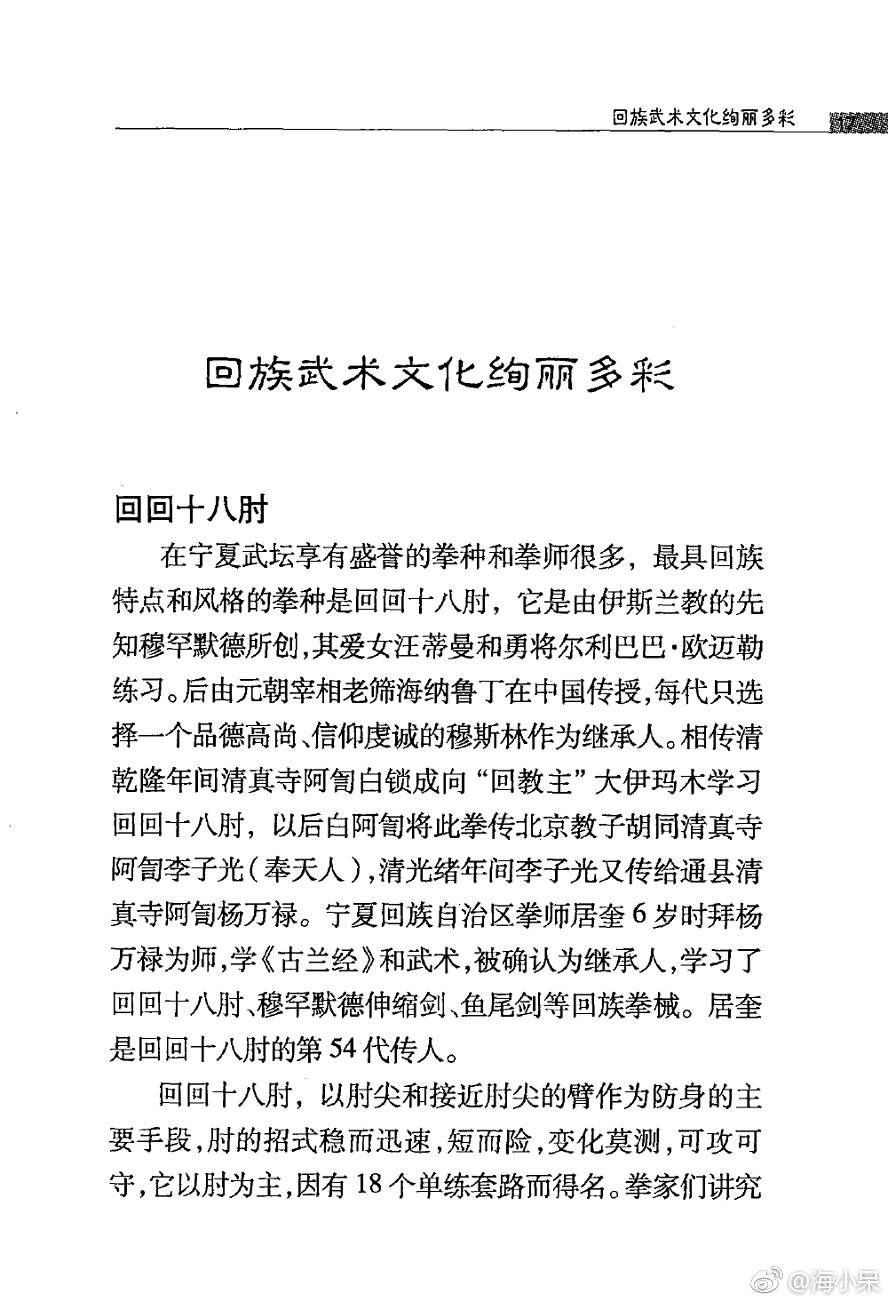 回族武术文化绚丽多彩 17
回族武术文化绚丽多彩
回回十八肘
在宁夏武坛享有盛誉的拳种和拳师很多，最具回族
特点和风格的拳种是回回十八肘，它是由伊斯兰教的先
知穆罕默德所创，其爱女汪蒂曼和勇将尔利巴巴·欧迈勒
练习。后由元朝宰相老筛海纳鲁丁在中国传授，每代只选
择一个品德高尚、信仰虔诚的穆斯林作为继承人。相传清
乾隆年间清真寺阿訇白锁成向“回教主”大伊玛木学习
回回十八肘，以后白阿訇将此拳传北京教子胡同清真寺
阿訇李子光（奉天人），清光绪年间李子光又传给通县清
真寺阿訇杨万禄。宁夏回族自治区拳师居奎6岁时拜杨
万禄为师，学《古兰经》和武术，被确认为继承人，学习了
回回十八肘、穆罕默德伸缩剑、鱼尾剑等回族拳械。居奎
是回回十八肘的第54代传人。
回回十八肘，以肘尖和接近肘尖的臂作为防身的主
要手段，肘的招式稳而迅速，短而险，变化莫测，可攻可
守，它以肘为主，因有18个单练套路而得名。拳家们讲究
@海小呆